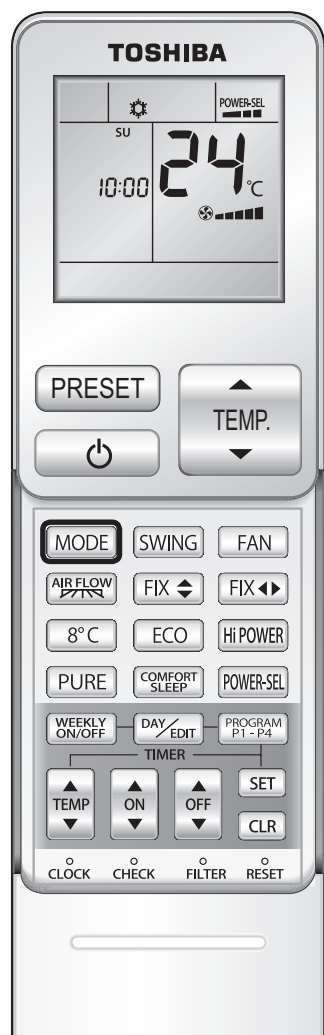 TOSHIBA
POWER-SEL
SU
10:00 24 °C
PRESET
TEMP.
MODE SWING FAN
AIR FLOW FIX FIX
8°C ECO Hi POWER
PURE COMFORT SLEEP POWER-SEL
WEEKLY ON/OFF DAY/EDIT PROGRAM P1 - P4
TIMER
TEMP ON OFF SET
CLR
CLOCK CHECK FILTER RESET